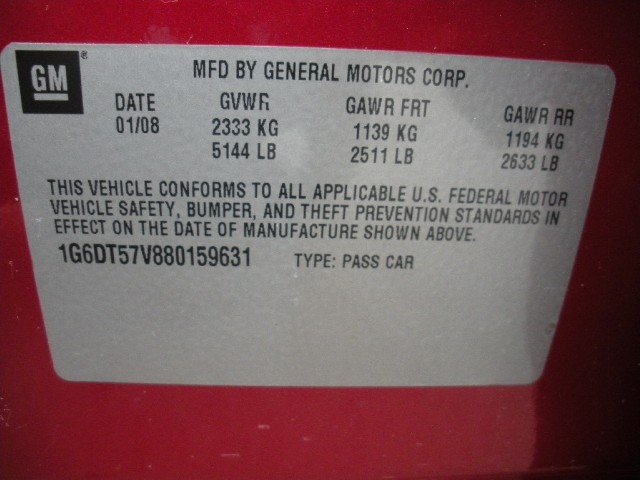 GM®
MFD BY GENERAL MOTORS CORP.
DATE GVWR GAWR FRT GAWR RR
01/08 2333 KG 1139 KG 1194 KG
5144 LB 2511 LB 2633 LB
THIS VEHICLE CONFORMS TO ALL APPLICABLE U.S. FEDERAL MOTOR
VEHICLE SAFETY, BUMPER, AND THEFT PREVENTION STANDARDS IN
EFFECT ON THE DATE OF MANUFACTURE SHOWN ABOVE.
1G6DT57V880159631 TYPE: PASS CAR